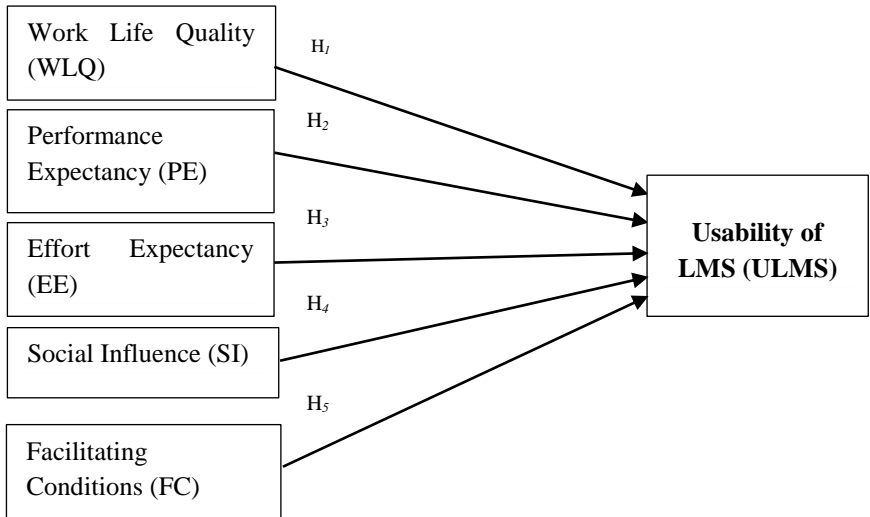 Work Life Quality
(WLQ)
H1
Performance
Expectancy (PE)
H2
Effort Expectancy
(EE)
H3
Social Influence (SI)
H4
Facilitating
Conditions (FC)
H5
Usability of
LMS (ULMS)